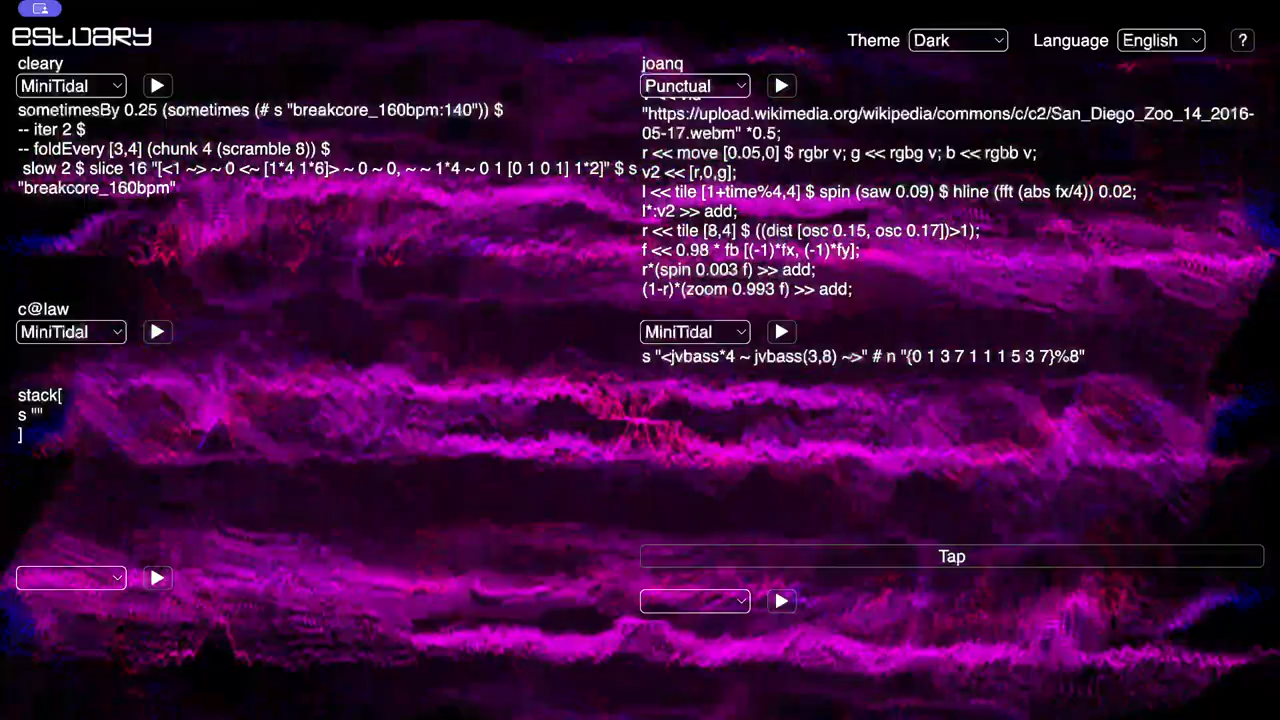 estuary
Theme Dark Language English ?
cleary
MiniTidal
sometimesBy 0.25 (sometimes (# s "breakcore_160bpm:140")) $
-- iter 2 $
-- foldEvery [3,4] (chunk 4 (scramble 8)) $
slow 2 $ slice 16 "[<1 ~> ~ 0 <~ [1*4 1*6]> ~ 0 ~ 0, ~ ~ 1*4 ~ 0 1 [0 1 0 1] 1*2]" $ s
"breakcore_160bpm"
joanq
Punctual
"https://upload.wikimedia.org/wikipedia/commons/c/c2/San_Diego_Zoo_14_2016-
05-17.webm" *0.5;
r << move [0.05,0] $ rgbr v; g << rgbg v; b << rgbb v;
v2 << [r,0,g];
l << tile [1+time%4,4] $ spin (saw 0.09) $ hline (fft (abs fx/4)) 0.02;
l*:v2 >> add;
r << tile [8,4] $ ((dist [osc 0.15, osc 0.17])>1);
f << 0.98 * fb [(-1)*fx, (-1)*fy];
r*(spin 0.003 f) >> add;
(1-r)*(zoom 0.993 f) >> add;
c@law
MiniTidal
stack[
s ""
]
MiniTidal
s "<jvbass*4 ~ jvbass(3,8) ~>" # n "{0 1 3 7 1 1 1 5 3 7}%8"
Tap